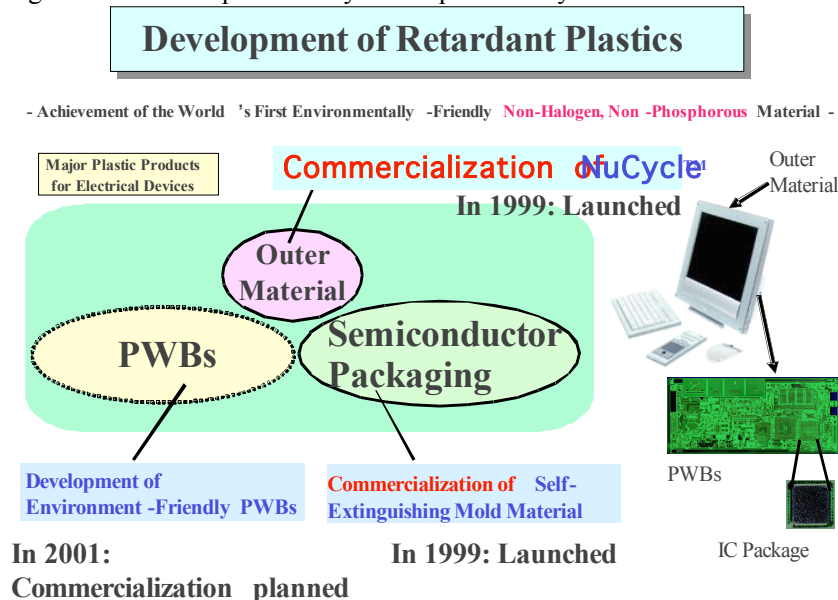 Development of Retardant Plastics
- Achievement of the World 's First Environmentally -Friendly Non-Halogen, Non -Phosphorous Material -
Major Plastic Products
for Electrical Devices
Commercialization of NuCycle™
In 1999: Launched
Outer
Material
Outer
Material
PWBs
Semiconductor
Packaging
PWBs
Development of
Environment -Friendly PWBs
Commercialization of Self-
Extinguishing Mold Material
In 2001:
Commercialization planned
In 1999: Launched
IC Package